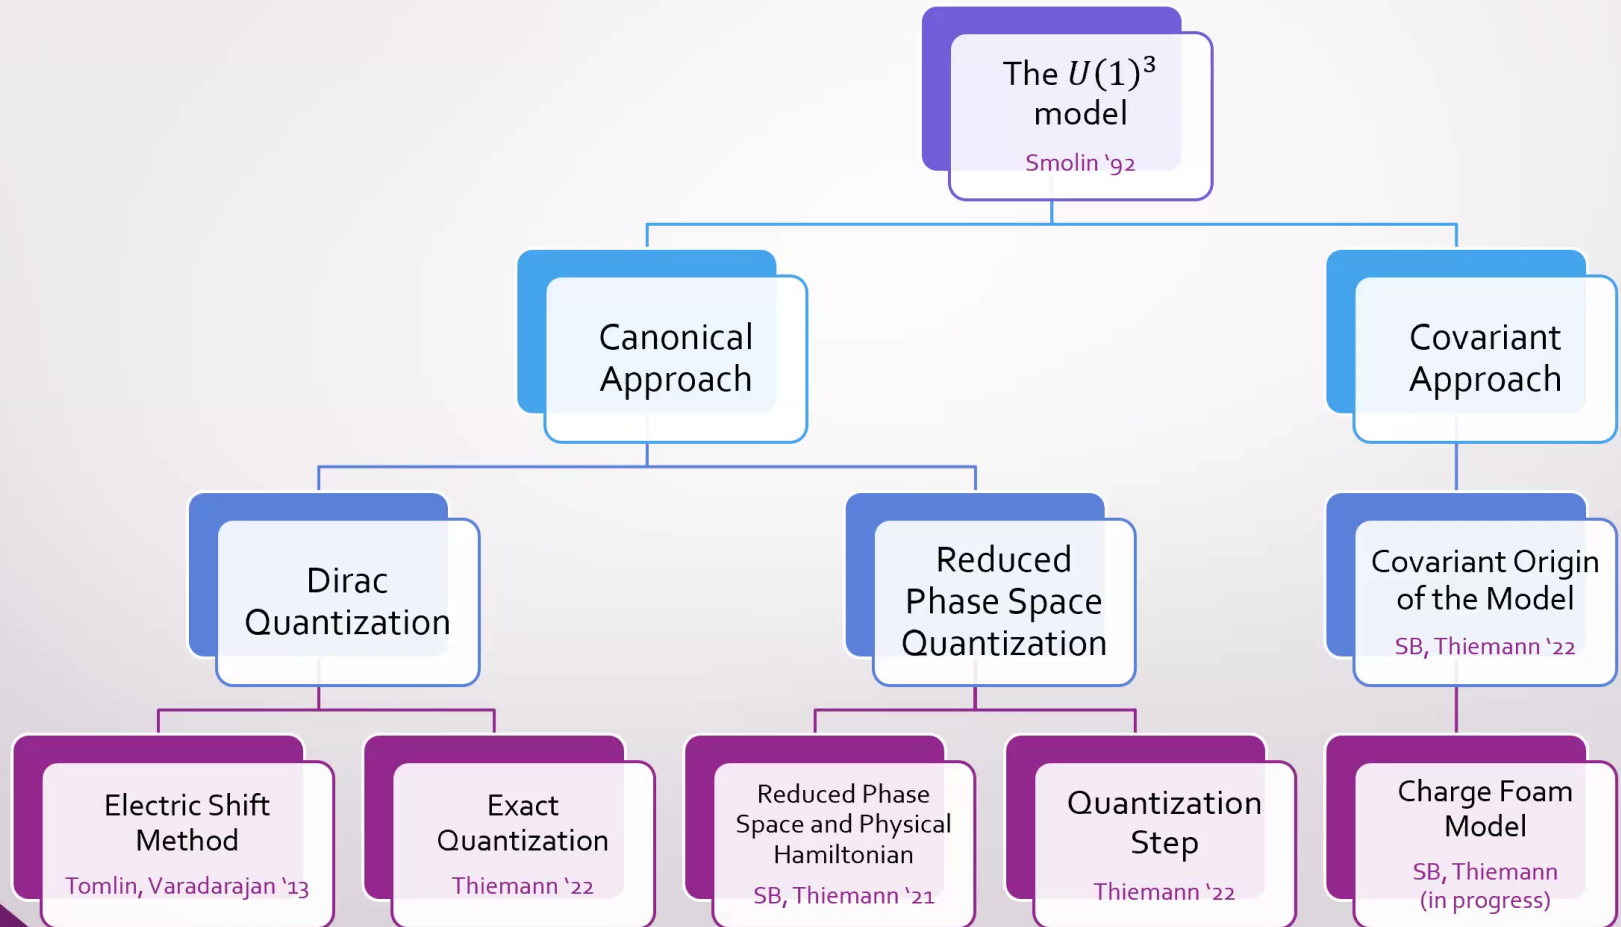 The U(1)³
model
Smolin ‘92
Canonical
Approach
Covariant
Approach
Dirac
Quantization
Reduced
Phase Space
Quantization
Covariant Origin
of the Model
SB, Thiemann ‘22
Electric Shift
Method
Tomlin, Varadarajan ‘13
Exact
Quantization
Thiemann ‘22
Reduced Phase
Space and Physical
Hamiltonian
SB, Thiemann ‘21
Quantization
Step
Thiemann ‘22
Charge Foam
Model
SB, Thiemann
(in progress)